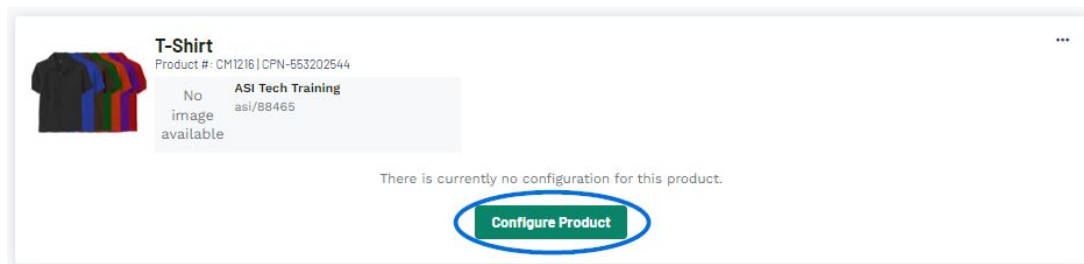 T-Shirt
Product #: CM1216 | CPN-553202544
No
image
available
ASI Tech Training
asi/88465
There is currently no configuration for this product.
Configure Product